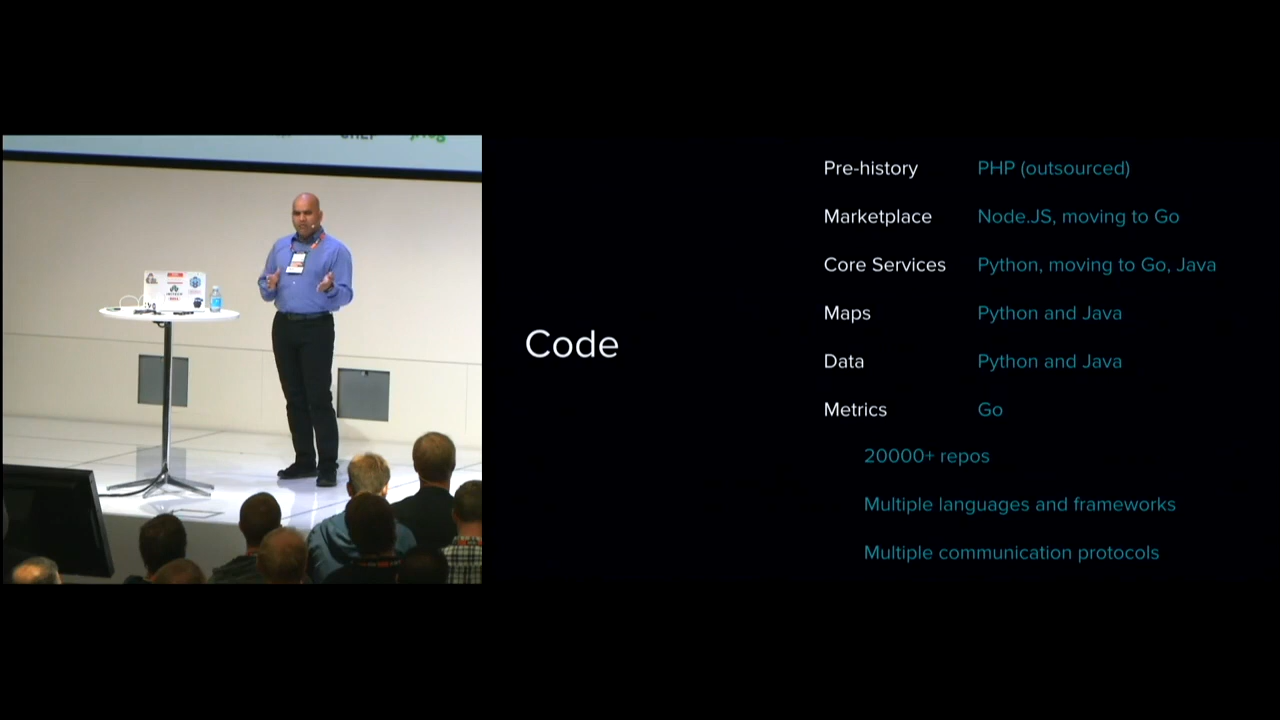 Code
Pre-history PHP (outsourced)
Marketplace Node.JS, moving to Go
Core Services Python, moving to Go, Java
Maps Python and Java
Data Python and Java
Metrics Go
20000+ repos
Multiple languages and frameworks
Multiple communication protocols